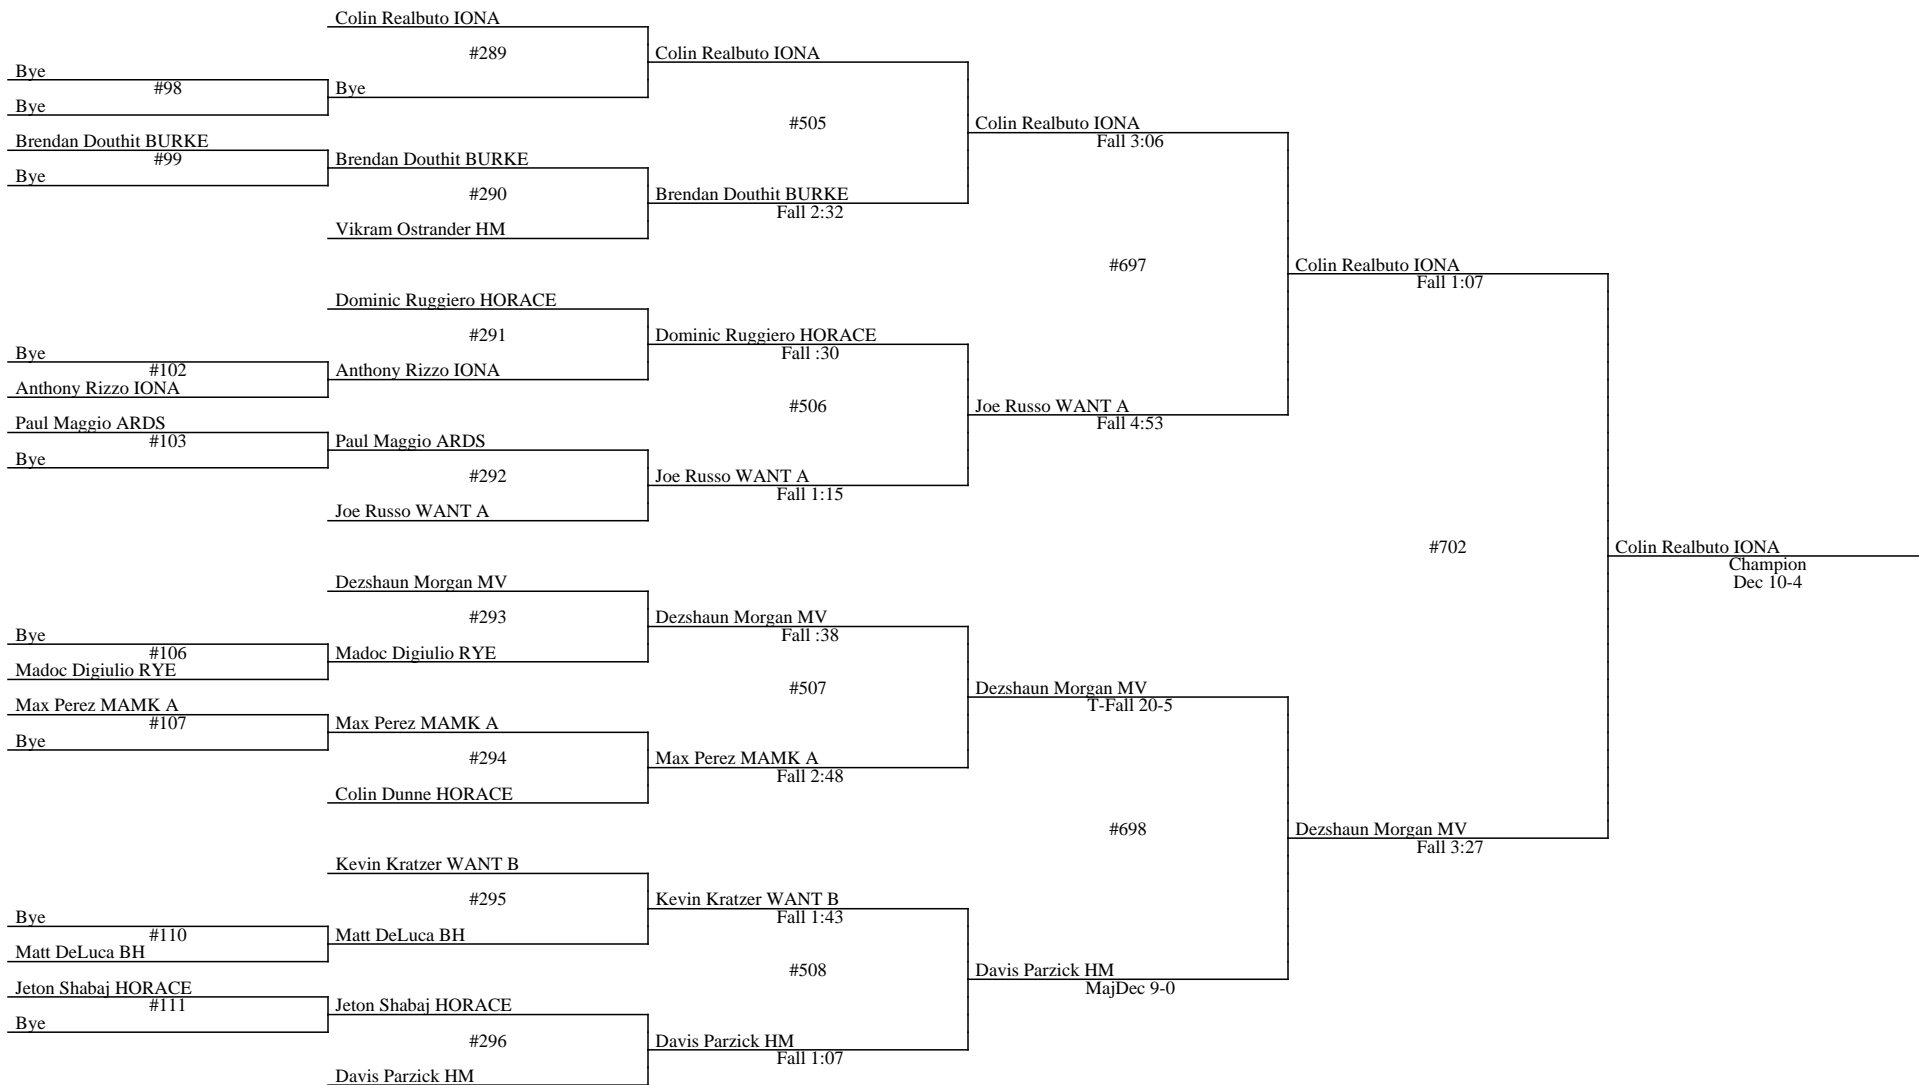 Colin Realbuto IONA
#289
Colin Realbuto IONA
Bye
#98
Bye
Bye
#505
Colin Realbuto IONA
Fall 3:06
Brendan Douthit BURKE
#99
Brendan Douthit BURKE
Bye
#290
Brendan Douthit BURKE
Fall 2:32
Vikram Ostrander HM
#697
Colin Realbuto IONA
Fall 1:07
Dominic Ruggiero HORACE
#291
Dominic Ruggiero HORACE
Fall :30
Bye
#102
Anthony Rizzo IONA
Anthony Rizzo IONA
#506
Joe Russo WANT A
Fall 4:53
Paul Maggio ARDS
#103
Paul Maggio ARDS
Bye
#292
Joe Russo WANT A
Fall 1:15
Joe Russo WANT A
#702
Colin Realbuto IONA
Champion
Dec 10-4
Dezshaun Morgan MV
#293
Dezshaun Morgan MV
Fall :38
Bye
#106
Madoc Digiulio RYE
Madoc Digiulio RYE
#507
Dezshaun Morgan MV
T-Fall 20-5
Max Perez MAMK A
#107
Max Perez MAMK A
Bye
#294
Max Perez MAMK A
Fall 2:48
Colin Dunne HORACE
#698
Dezshaun Morgan MV
Fall 3:27
Kevin Kratzer WANT B
#295
Kevin Kratzer WANT B
Fall 1:43
Bye
#110
Matt DeLuca BH
Matt DeLuca BH
#508
Davis Parzick HM
MajDec 9-0
Jeton Shabaj HORACE
#111
Jeton Shabaj HORACE
Bye
#296
Davis Parzick HM
Fall 1:07
Davis Parzick HM